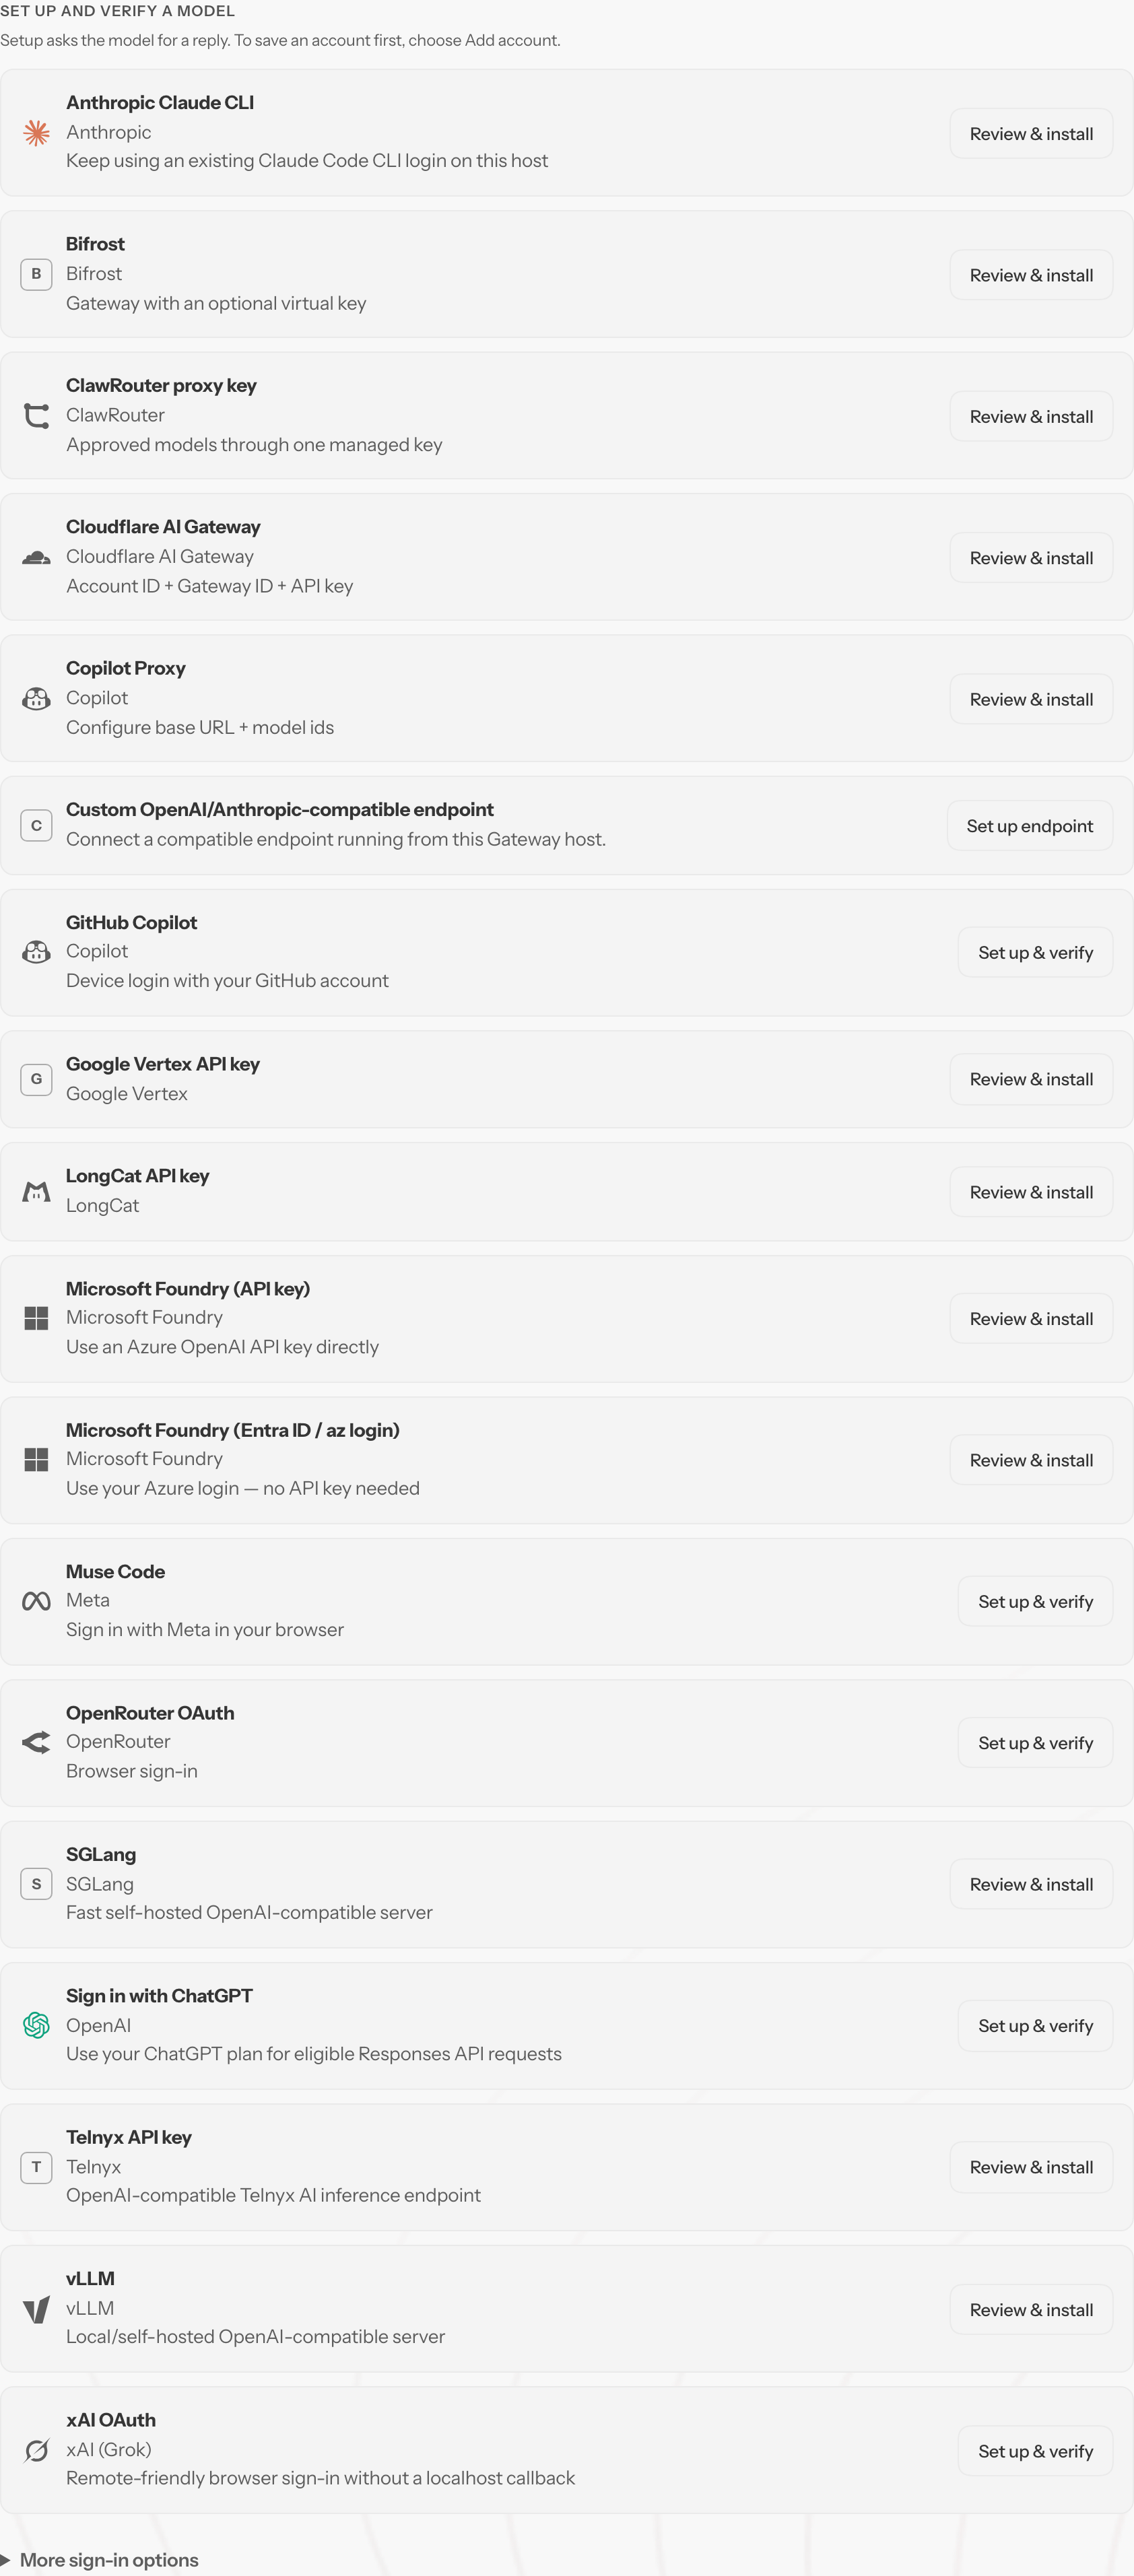 SET UP AND VERIFY A MODEL
Setup asks the model for a reply. To save an account first, choose Add account.
Anthropic Claude CLI
Anthropic
Keep using an existing Claude Code CLI login on this host
Review & install
Bifrost
B
Bifrost
Gateway with an optional virtual key
Review & install
ClawRouter proxy key
ClawRouter
Approved models through one managed key
Review & install
Cloudflare AI Gateway
Cloudflare AI Gateway
Account ID + Gateway ID + API key
Review & install
Copilot Proxy
Copilot
Configure base URL + model ids
Review & install
C
Custom OpenAI/Anthropic-compatible endpoint
Connect a compatible endpoint running from this Gateway host.
Set up endpoint
GitHub Copilot
Copilot
Device login with your GitHub account
Set up & verify
G
Google Vertex API key
Google Vertex
Review & install
LongCat API key
LongCat
Review & install
Microsoft Foundry (API key)
Microsoft Foundry
Use an Azure OpenAI API key directly
Review & install
Microsoft Foundry (Entra ID / az login)
Microsoft Foundry
Use your Azure login — no API key needed
Review & install
Muse Code
Meta
Sign in with Meta in your browser
Set up & verify
OpenRouter OAuth
OpenRouter
Browser sign-in
Set up & verify
SGLang
S
SGLang
Fast self-hosted OpenAI-compatible server
Review & install
Sign in with ChatGPT
OpenAI
Use your ChatGPT plan for eligible Responses API requests
Set up & verify
Telnyx API key
T
Telnyx
OpenAI-compatible Telnyx AI inference endpoint
Review & install
vLLM
vLLM
Local/self-hosted OpenAI-compatible server
Review & install
xAI OAuth
xAI (Grok)
Remote-friendly browser sign-in without a localhost callback
Set up & verify
More sign-in options